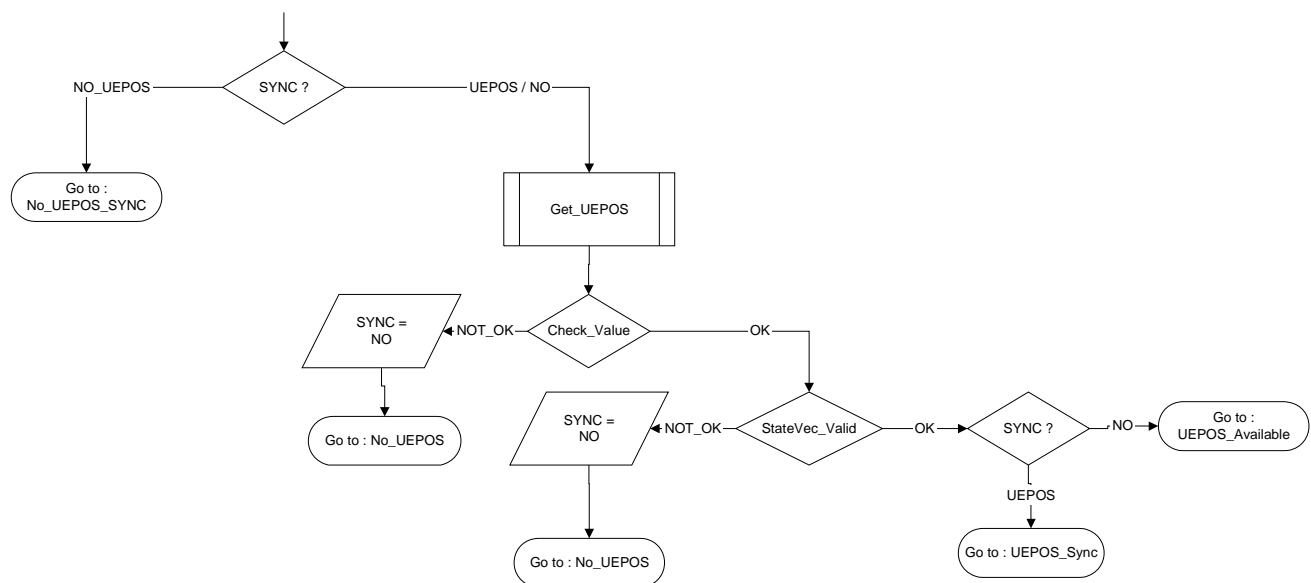 SYNC ?
NO_UEPOS
UEPOS / NO
Go to :
No_UEPOS_SYNC
Get_UEPOS
SYNC =
NO
NOT_OK
Check_Value
OK
Go to : No_UEPOS
SYNC =
NO
NOT_OK
StateVec_Valid
OK
SYNC ?
NO
Go to :
UEPOS_Available
UEPOS
Go to : No_UEPOS
Go to : UEPOS_Sync